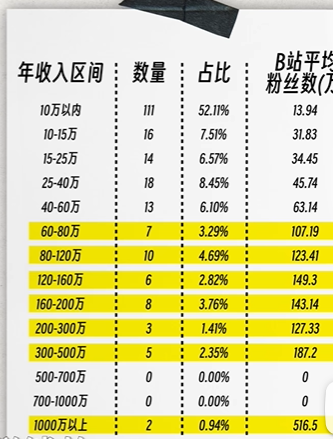 年收入区间 数量 占比 B站平均
粉丝数(万
10万以内 111 52.11% 13.94
10-15万 16 7.51% 31.83
15-25万 14 6.57% 34.45
25-40万 18 8.45% 45.74
40-60万 13 6.10% 63.14
60-80万 7 3.29% 107.19
80-120万 10 4.69% 123.41
120-160万 6 2.82% 149.3
160-200万 8 3.76% 143.14
200-300万 3 1.41% 127.33
300-500万 5 2.35% 187.2
500-700万 0 0.00% 0
700-1000万 0 0.00% 0
1000万以上 2 0.94% 516.5